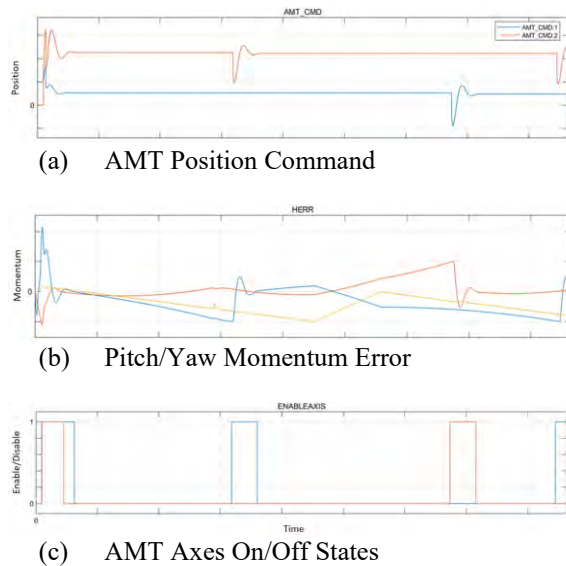 AMT_CMD
AMT_CMD:1
AMT_CMD:2
Position
0
(a) AMT Position Command
HERR
Momentum
0
(b) Pitch/Yaw Momentum Error
ENABLEAXIS
Enable/Disable
1
0
0
Time
(c) AMT Axes On/Off States